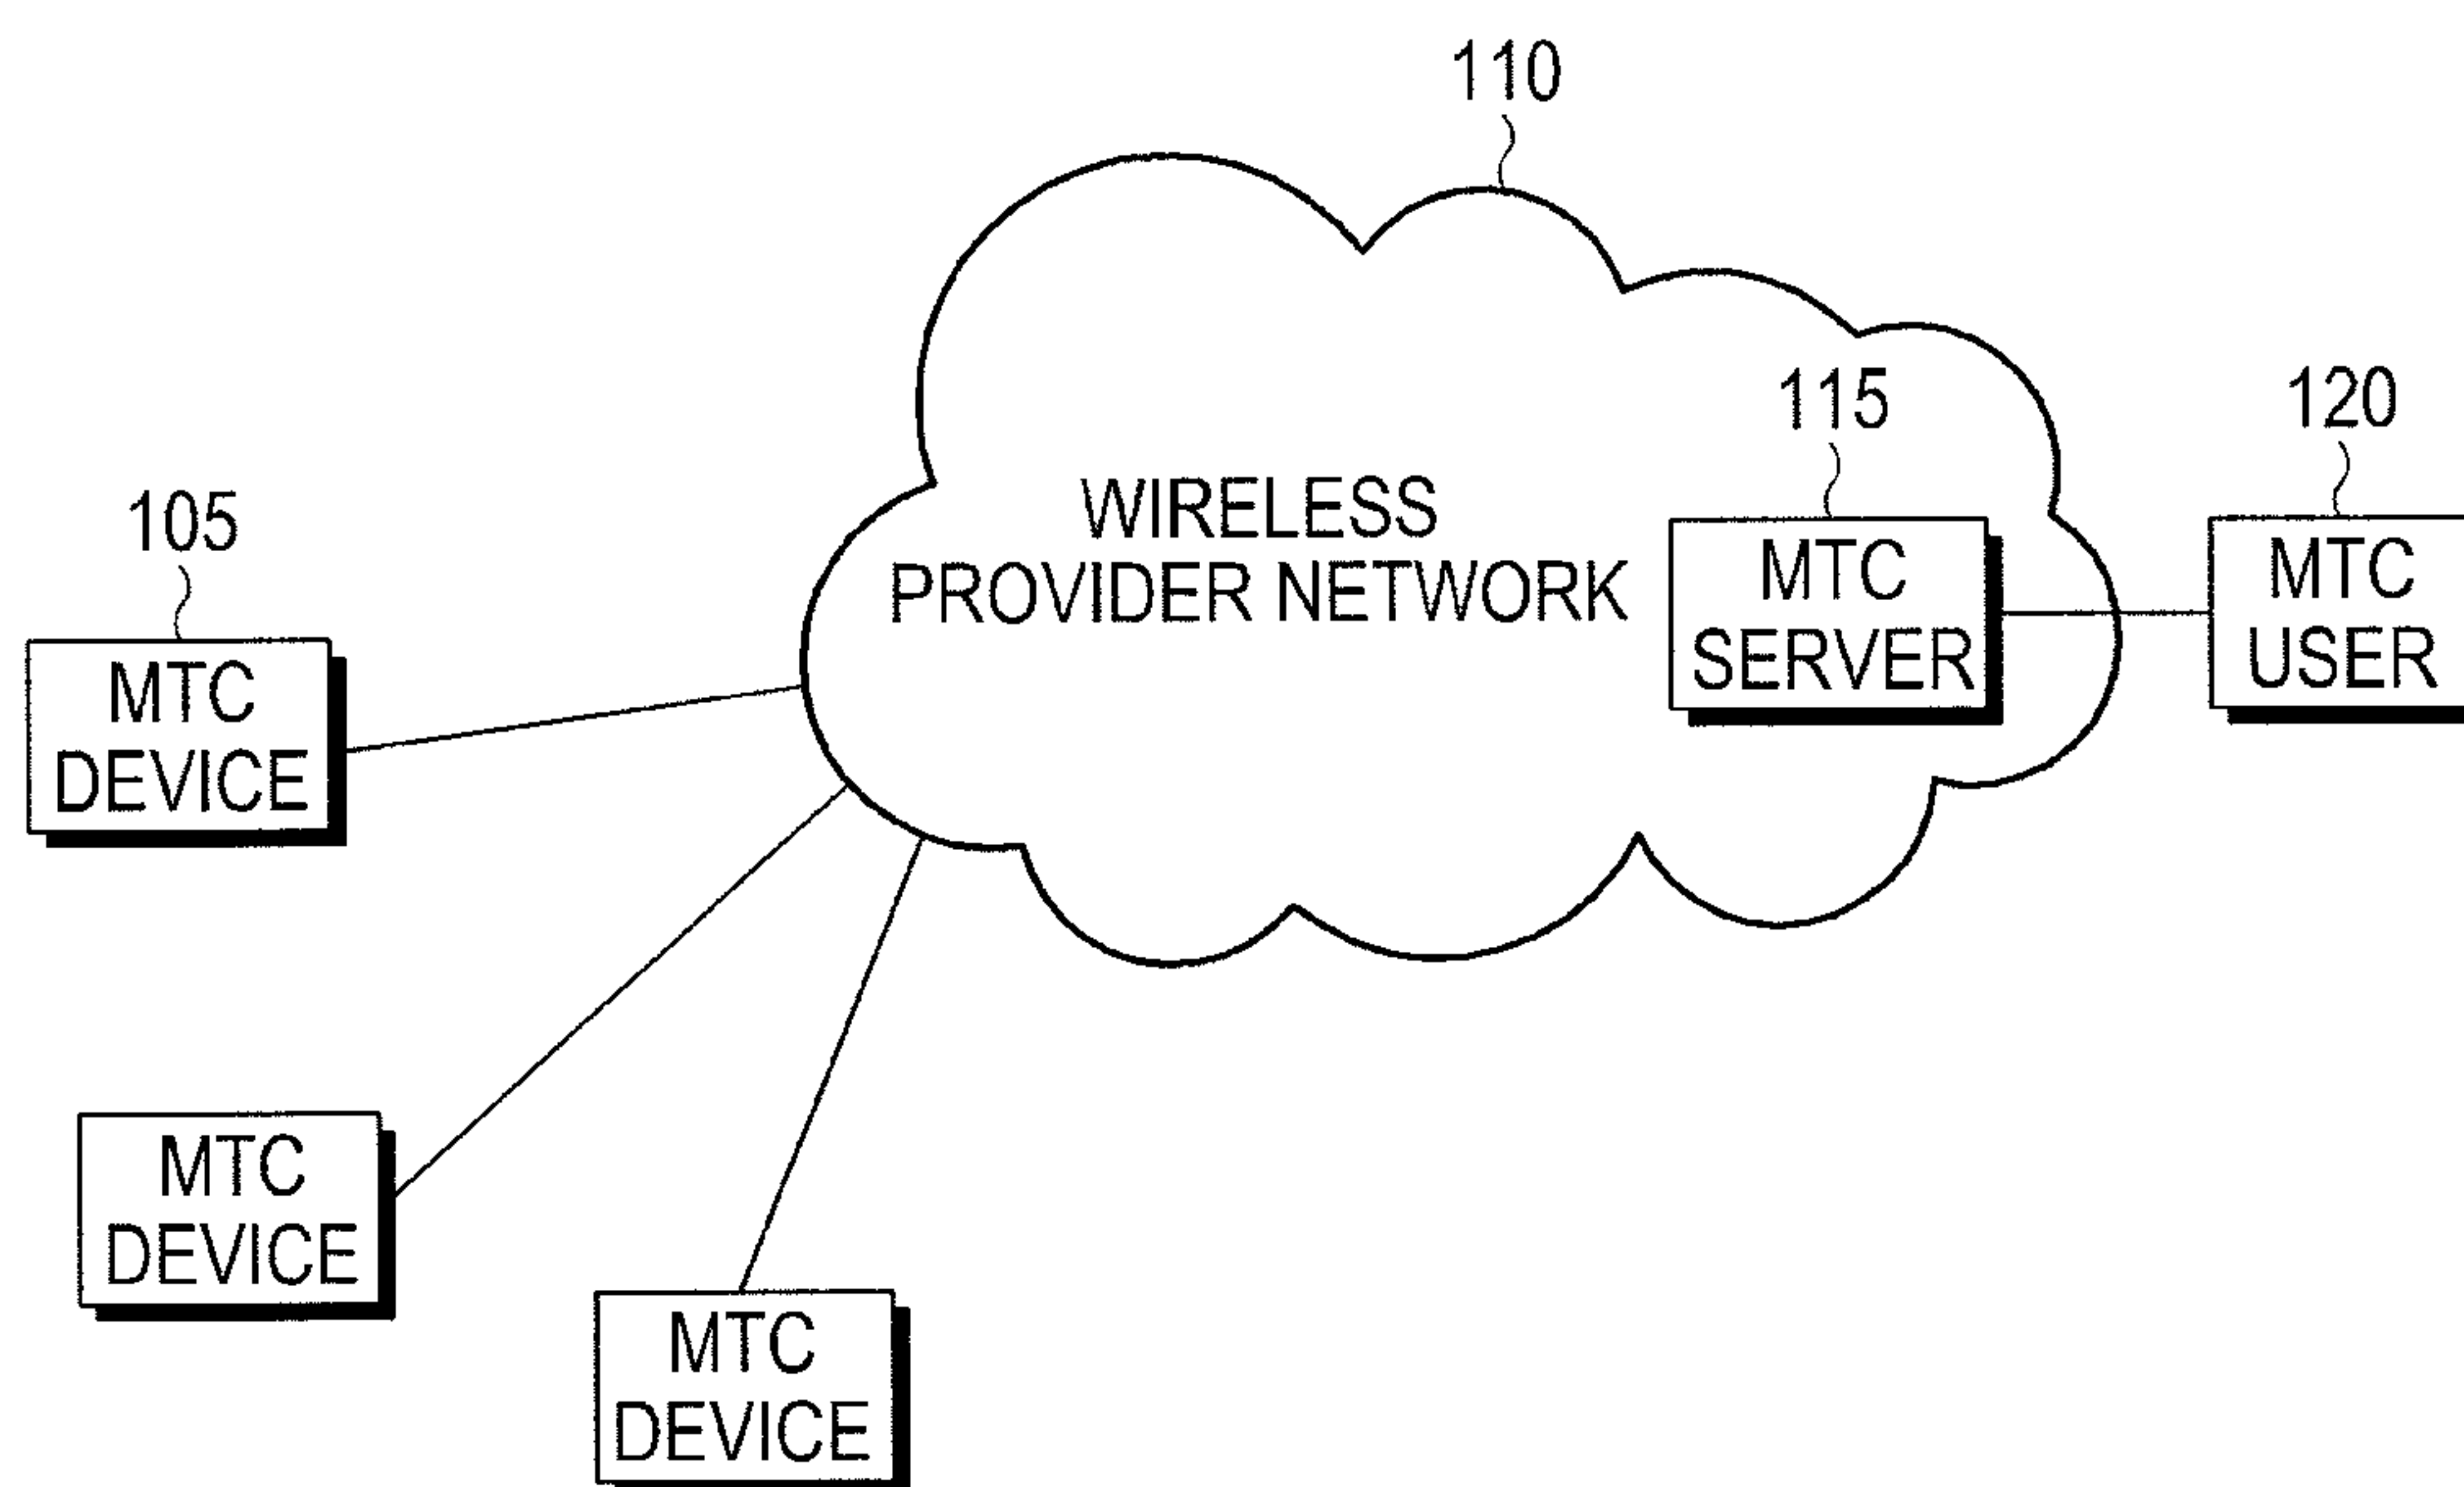 110
115
120
105
WIRELESS
PROVIDER NETWORK
MTC
SERVER
MTC
USER
MTC
DEVICE
MTC
DEVICE
MTC
DEVICE